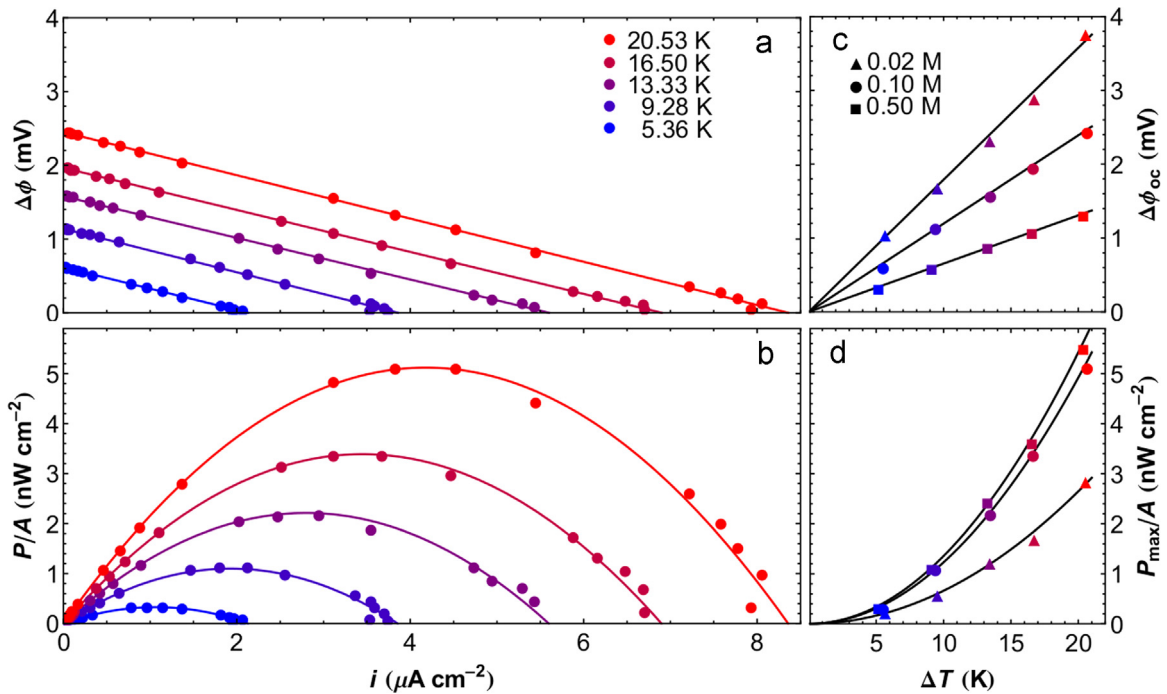 4
3
2
1
0
Δϕ (mV)
a
20.53 K
16.50 K
13.33 K
9.28 K
5.36 K
c
0.02 M
0.10 M
0.50 M
4
3
2
1
0
Δϕoc (mV)
5
4
3
2
1
0
P/A (nW cm−2)
b
0 2 4 6 8
i (μA cm−2)
d
5
4
3
2
1
0
Pmax/A (nW cm−2)
0 5 10 15 20
ΔT (K)